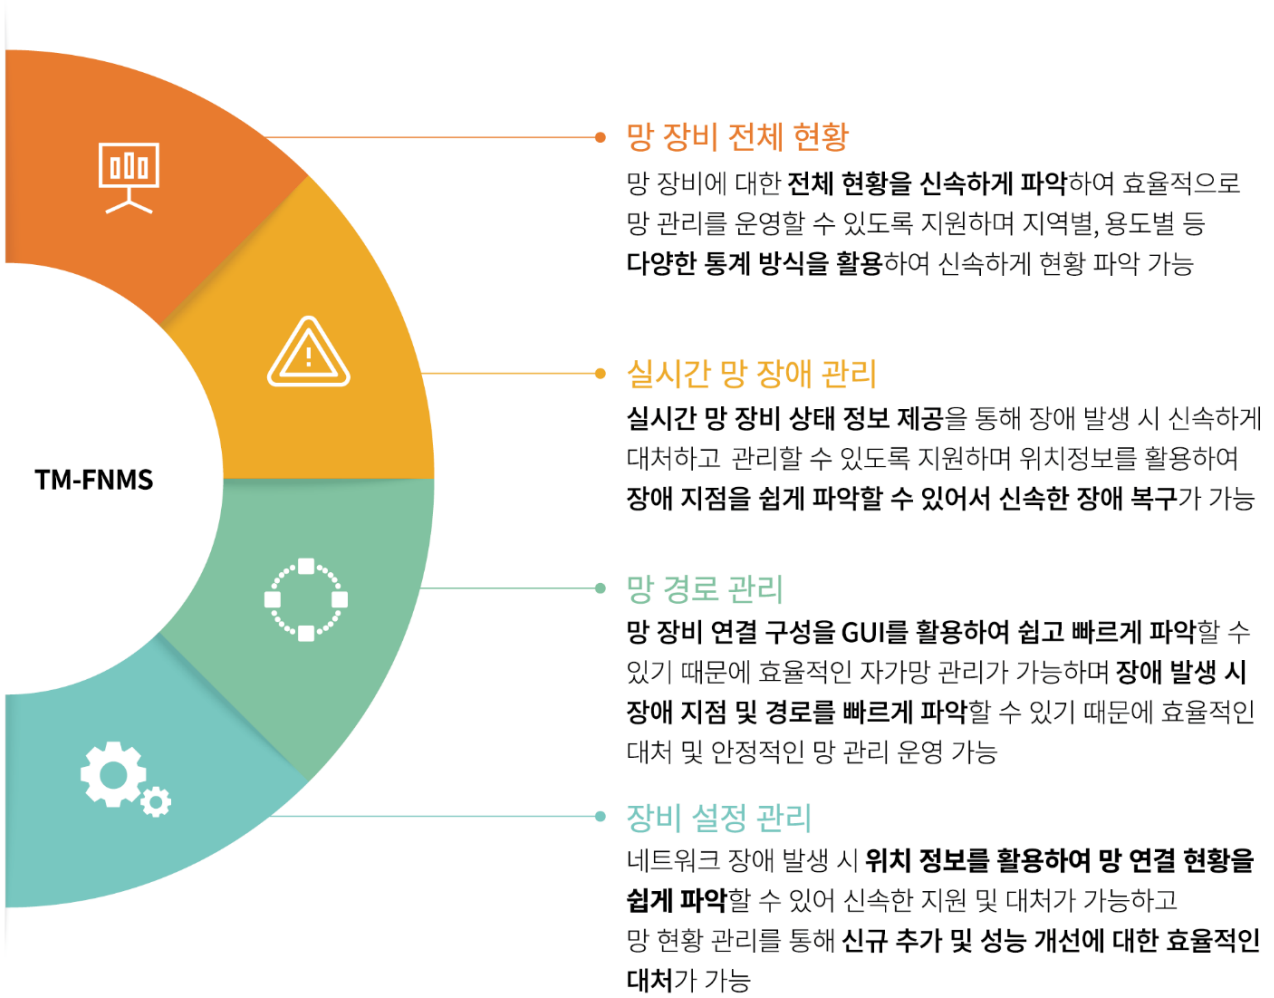 TM-FNMS
망 장비 전체 현황
망 장비에 대한 전체 현황을 신속하게 파악하여 효율적으로
망 관리를 운영할 수 있도록 지원하며 지역별, 용도별 등
다양한 통계 방식을 활용하여 신속하게 현황 파악 가능
실시간 망 장애 관리
실시간 망 장비 상태 정보 제공을 통해 장애 발생 시 신속하게
대처하고 관리할 수 있도록 지원하며 위치정보를 활용하여
장애 지점을 쉽게 파악할 수 있어서 신속한 장애 복구가 가능
망 경로 관리
망 장비 연결 구성을 GUI를 활용하여 쉽고 빠르게 파악할 수
있기 때문에 효율적인 자가망 관리가 가능하며 장애 발생 시
장애 지점 및 경로를 빠르게 파악할 수 있기 때문에 효율적인
대처 및 안정적인 망 관리 운영 가능
장비 설정 관리
네트워크 장애 발생 시 위치 정보를 활용하여 망 연결 현황을
쉽게 파악할 수 있어 신속한 지원 및 대처가 가능하고
망 현황 관리를 통해 신규 추가 및 성능 개선에 대한 효율적인
대처가 가능